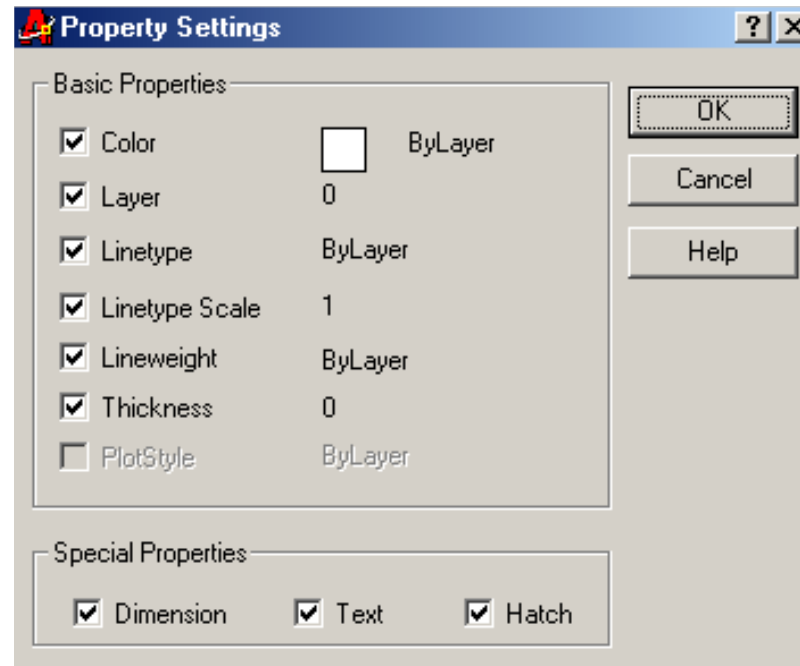 Property Settings
Basic Properties
Color ByLayer
Layer 0
Linetype ByLayer
Linetype Scale 1
Lineweight ByLayer
Thickness 0
PlotStyle ByLayer
OK
Cancel
Help
Special Properties
Dimension Text Hatch